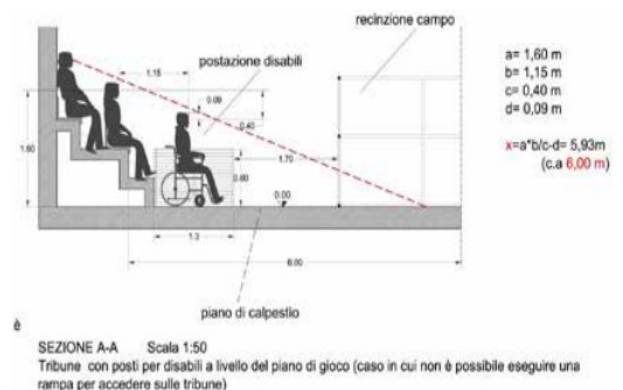 recinzione campo
postazione disabili
a= 1,60 m
b= 1,15 m
c= 0,40 m
d= 0,09 m
x=a*b/c-d= 5,93m
(c.a 6,00 m)
1.15
0.09
0.40
1.60
1.70
0.80
0.00
1.3
6.00
piano di calpestio
è
SEZIONE A-A Scala 1:50
Tribune con posti per disabili a livello del piano di gioco (caso in cui non è possibile eseguire una
rampa per accedere sulle tribune)